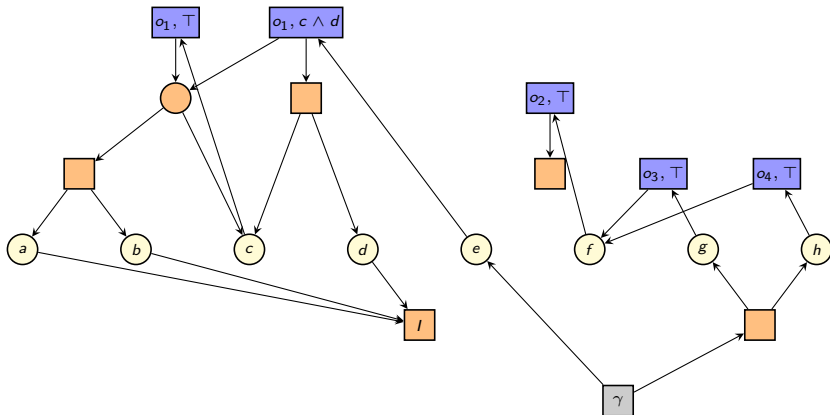 o₁, ⊤
o₁, c ∧ d
o₂, ⊤
o₃, ⊤
o₄, ⊤
a
b
c
d
e
f
g
h
I
γ